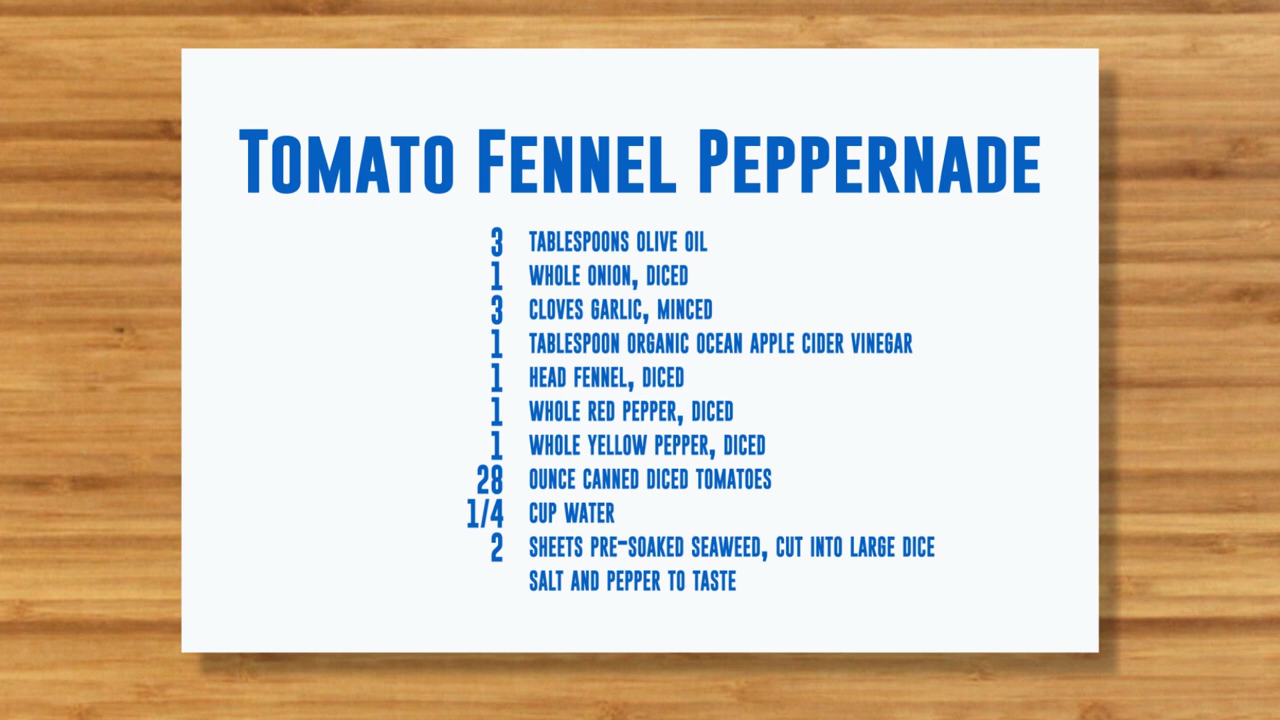 Tomato Fennel Peppernade
3 tablespoons olive oil
1 whole onion, diced
3 cloves garlic, minced
1 tablespoon organic ocean apple cider vinegar
1 head fennel, diced
1 whole red pepper, diced
1 whole yellow pepper, diced
28 ounce canned diced tomatoes
1/4 cup water
2 sheets pre-soaked seaweed, cut into large dice
salt and pepper to taste